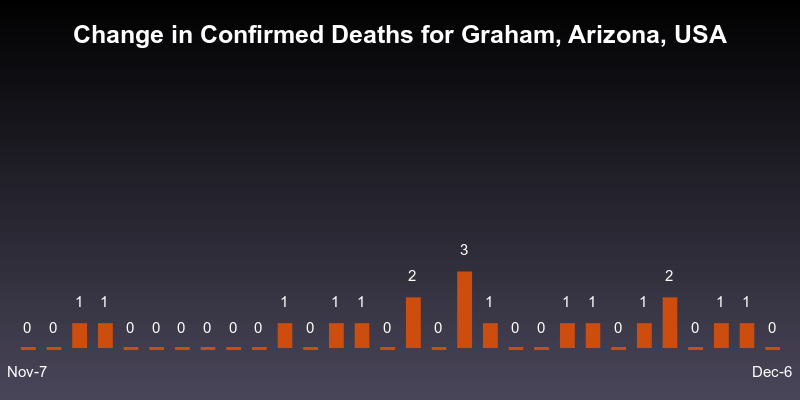 Change in Confirmed Deaths for Graham, Arizona, USA
0 0 1 1 0 0 0 0 0 0 1 0 1 1 0 2 0 3 1 0 0 1 1 0 1 2 0 1 1 0
Nov-7 Dec-6